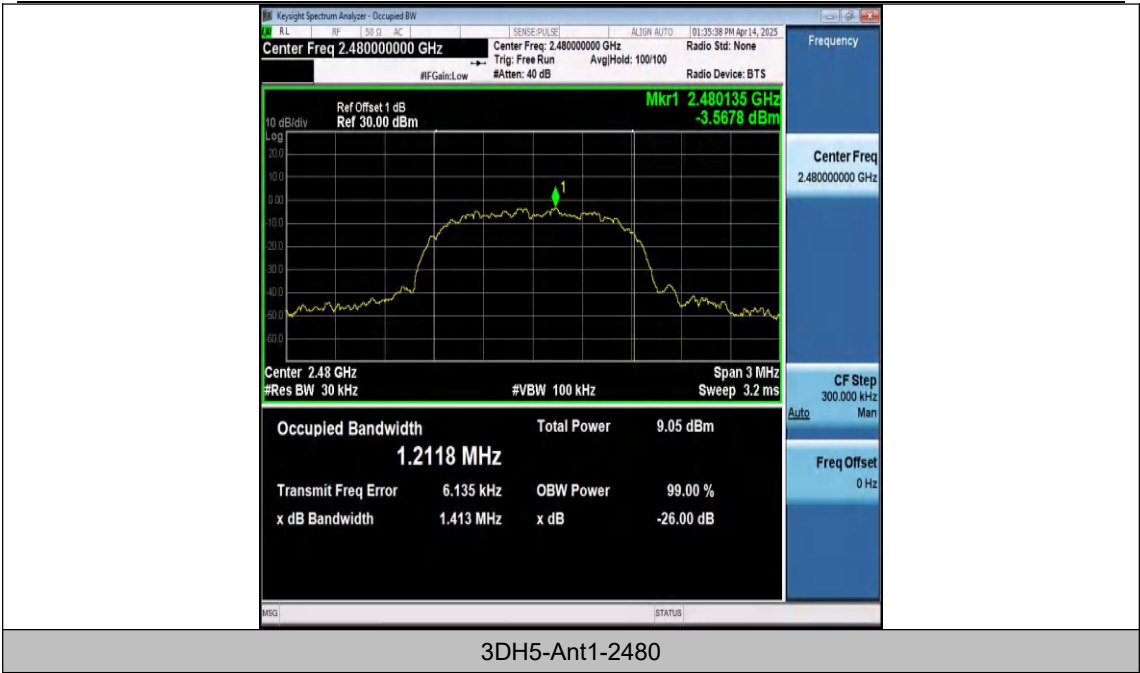 Keysight Spectrum Analyzer - Occupied BW
RL RF 50 Ω AC SENSE:PULSE ALIGN AUTO 01:35:38 PM Apr 14, 2025
Center Freq 2.480000000 GHz Center Freq: 2.480000000 GHz Radio Std: None Frequency
Trig: Free Run Avg|Hold: 100/100
#IFGain:Low #Atten: 40 dB Radio Device: BTS
Mkr1 2.480135 GHz
Ref Offset 1 dB -3.5678 dBm
10 dB/div Ref 30.00 dBm
Log
20.0
10.0
0.00
-10.0
-20.0
-30.0
-40.0
-50.0
-60.0
1
Center 2.48 GHz Span 3 MHz
#Res BW 30 kHz #VBW 100 kHz Sweep 3.2 ms
Occupied Bandwidth Total Power 9.05 dBm
1.2118 MHz
Transmit Freq Error 6.135 kHz OBW Power 99.00 %
x dB Bandwidth 1.413 MHz x dB -26.00 dB
Center Freq
2.480000000 GHz
CF Step
300.000 kHz
Auto Man
Freq Offset
0 Hz
MSG STATUS
3DH5-Ant1-2480